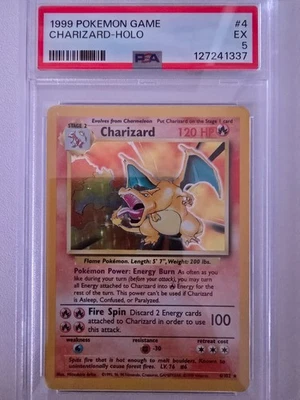 1999 POKEMON GAME #4
CHARIZARD-HOLO EX
5
PSA 127241337
Evolves from Charmeleon Put Charizard on the Stage 1 card
STAGE 2
Charizard 120 HP
Flame Pokémon. Length: 5' 7", Weight: 200 lbs.
Pokémon Power: Energy Burn As often as you
like during your turn (before your attack), you may turn
all Energy attached to Charizard into for the
rest of the turn. This power can't be used if Charizard
is Asleep, Confused, or Paralyzed.
Fire Spin Discard 2 Energy cards
attached to Charizard in order to use
this attack. 100
weakness resistance retreat cost
-30
Spits fire that is hot enough to melt boulders. Known to
unintentionally cause forest fires. LV. 76 #6